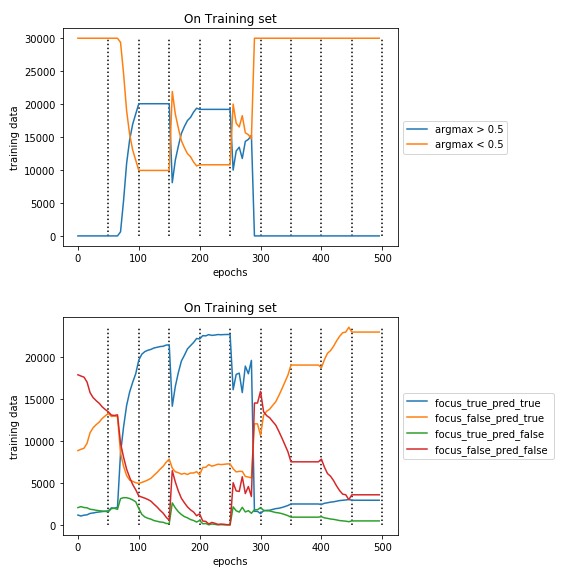 On Training set
30000
25000
20000
15000
10000
5000
0
training data
0 100 200 300 400 500
epochs
argmax > 0.5
argmax < 0.5
On Training set
20000
15000
10000
5000
0
training data
0 100 200 300 400 500
epochs
focus_true_pred_true
focus_false_pred_true
focus_true_pred_false
focus_false_pred_false